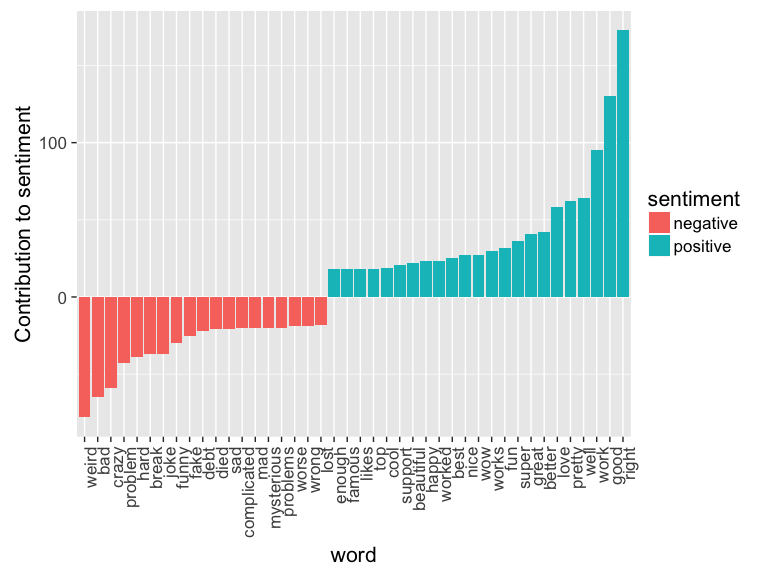 Contribution to sentiment
100
0
weird
bad
crazy
problem
hard
break
joke
funny
fake
debt
died
sad
complicated
mad
mysterious
problems
worse
wrong
lost
enough
famous
likes
top
cool
support
beautiful
happy
worked
best
nice
wow
works
fun
super
great
better
love
pretty
well
work
good
right
word
sentiment
negative
positive